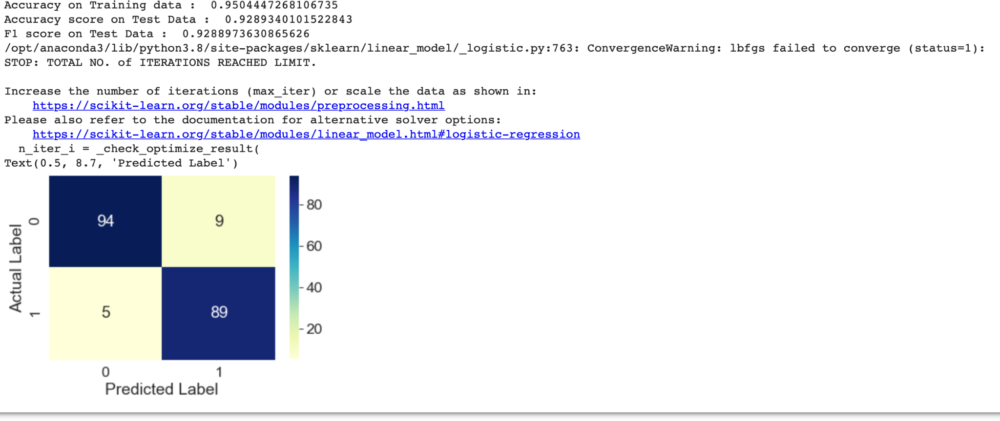 Accuracy on Training data :  0.9504447268106735
Accuracy score on Test Data :  0.9289340101522843
F1 score on Test Data :  0.9288973630865626
/opt/anaconda3/lib/python3.8/site-packages/sklearn/linear_model/_logistic.py:763: ConvergenceWarning: lbfgs failed to converge (status=1):
STOP: TOTAL NO. of ITERATIONS REACHED LIMIT.
Increase the number of iterations (max_iter) or scale the data as shown in:
https://scikit-learn.org/stable/modules/preprocessing.html
Please also refer to the documentation for alternative solver options:
https://scikit-learn.org/stable/modules/linear_model.html#logistic-regression
n_iter_i = _check_optimize_result(
Text(0.5, 8.7, 'Predicted Label')
Actual Label
0
94
9
1
5
89
0
1
Predicted Label
80
60
40
20